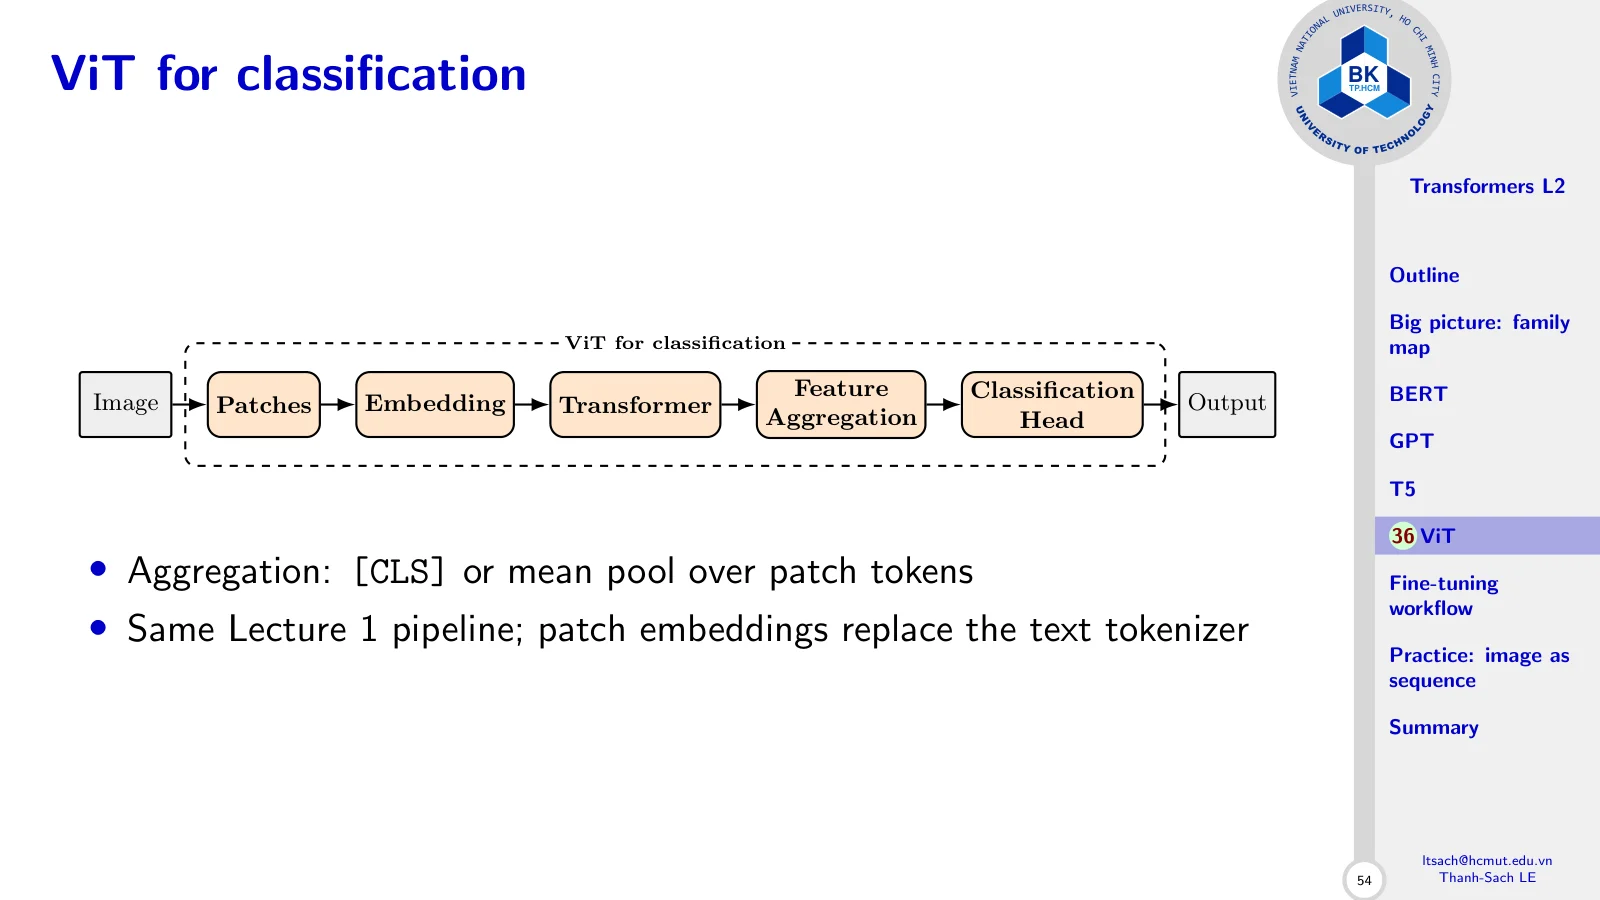 ViT for classification
ViT for classification
Image
Patches
Embedding
Transformer
Feature
Aggregation
Classification
Head
Output
• Aggregation: [CLS] or mean pool over patch tokens
• Same Lecture 1 pipeline; patch embeddings replace the text tokenizer
VIETNAM NATIONAL UNIVERSITY, HO CHI MINH CITY
BK
TP.HCM
UNIVERSITY OF TECHNOLOGY
Transformers L2
Outline
Big picture: family
map
BERT
GPT
T5
36 ViT
Fine-tuning
workflow
Practice: image as
sequence
Summary
ltsach@hcmut.edu.vn
Thanh-Sach LE
54